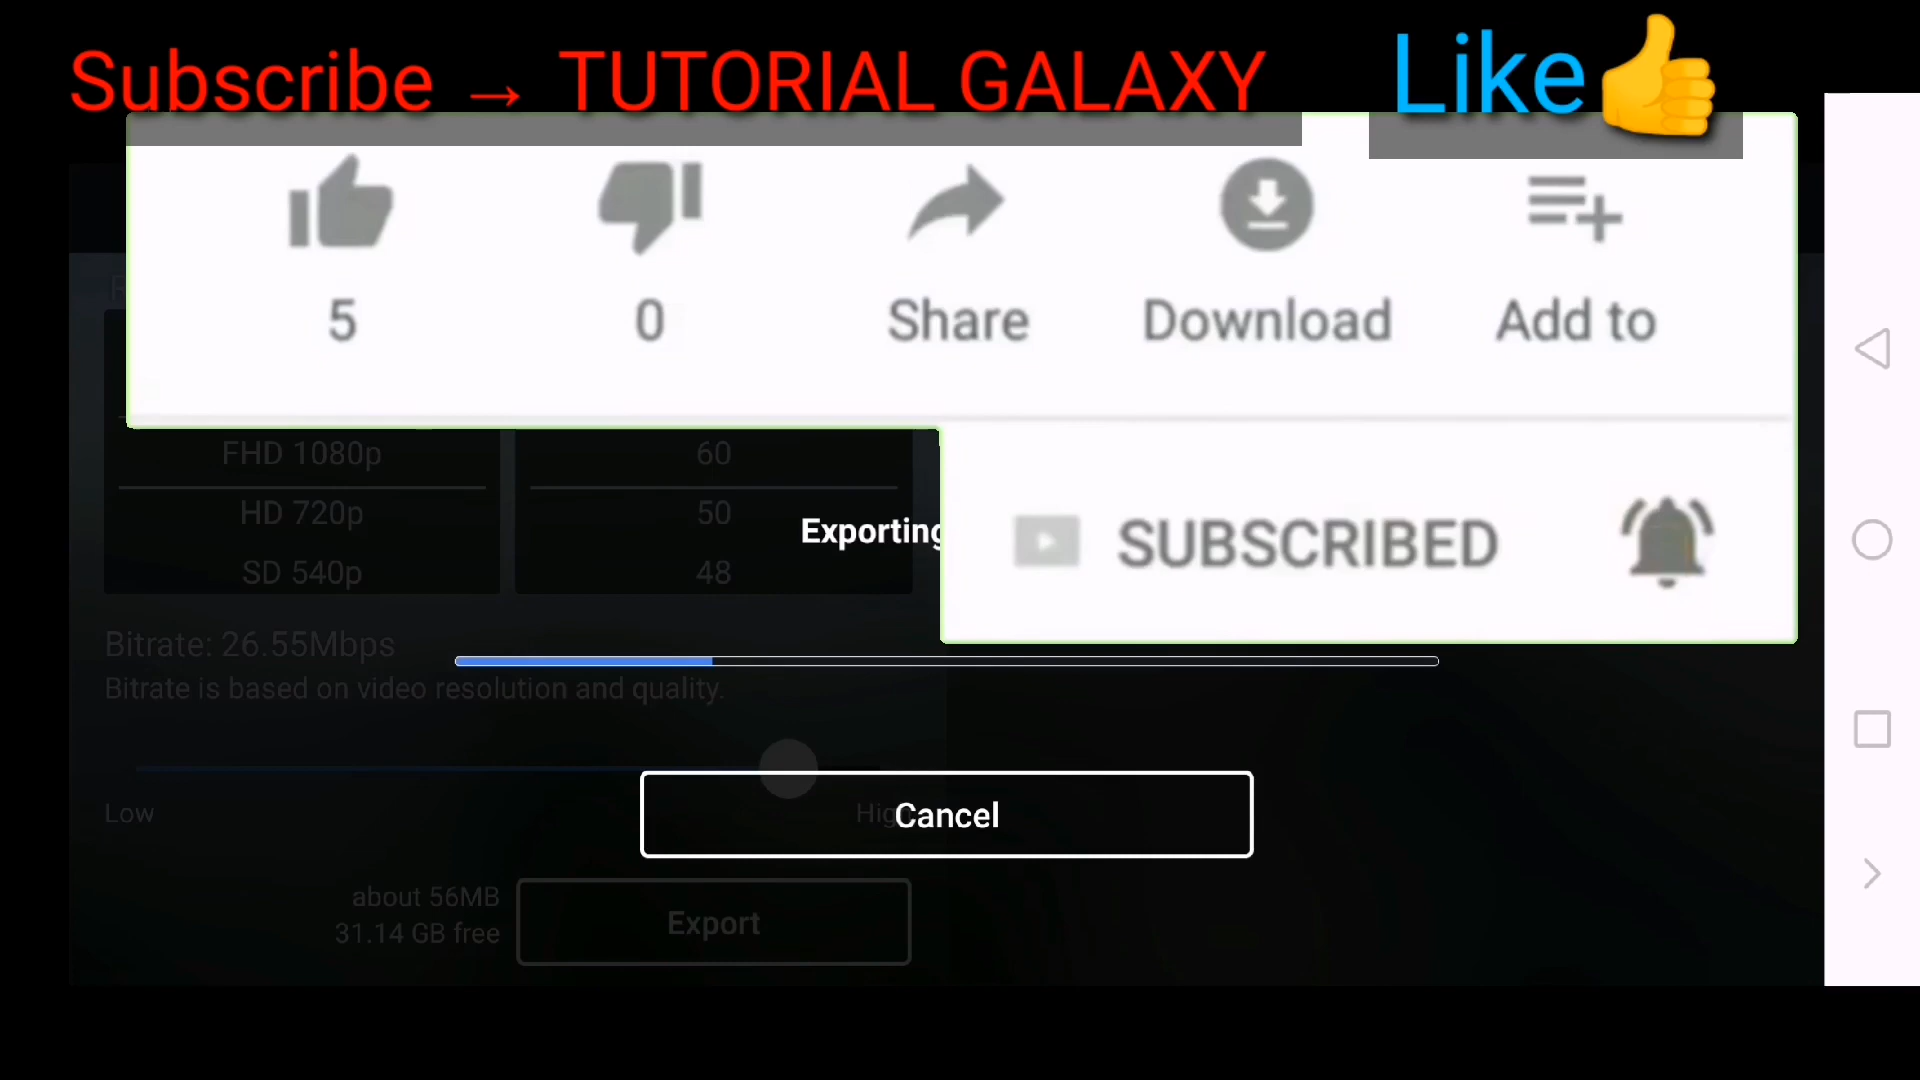 Subscribe → TUTORIAL GALAXY
Like👍
5
0
Share
Download
Add to
FHD 1080p
HD 720p
SD 540p
60
50
48
Exporting
SUBSCRIBED
Bitrate: 26.55Mbps
Bitrate is based on video resolution and quality.
Low
Cancel
about 56MB
31.14 GB free
Export